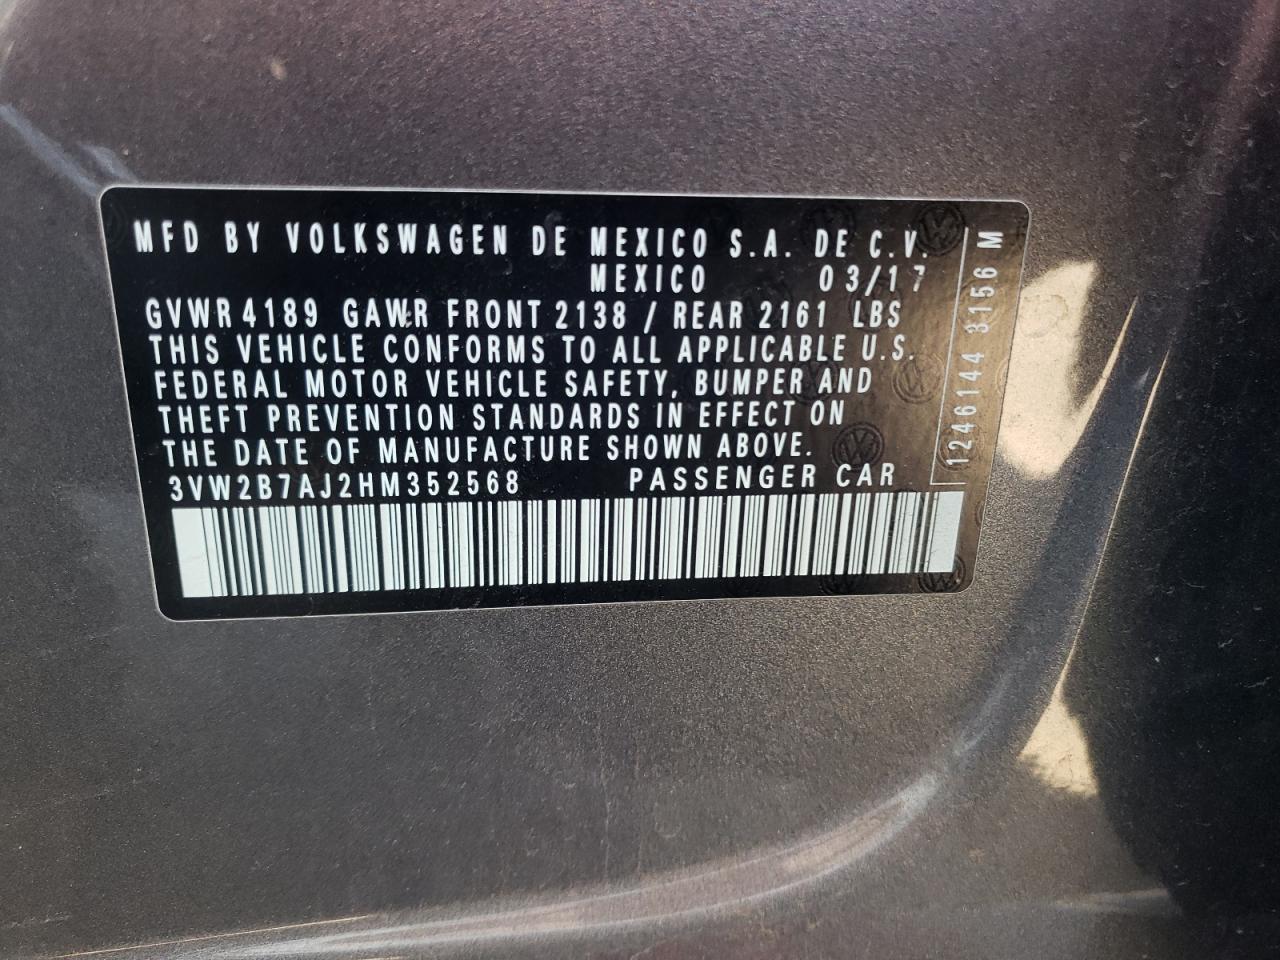 MFD BY VOLKSWAGEN DE MEXICO S.A. DE C.V.
MEXICO 03/17
GVWR 4189 GAWR FRONT 2138 / REAR 2161 LBS
THIS VEHICLE CONFORMS TO ALL APPLICABLE U.S.
FEDERAL MOTOR VEHICLE SAFETY, BUMPER AND
THEFT PREVENTION STANDARDS IN EFFECT ON
THE DATE OF MANUFACTURE SHOWN ABOVE.
3VW2B7AJ2HM352568 PASSENGER CAR
1246144 3156 M